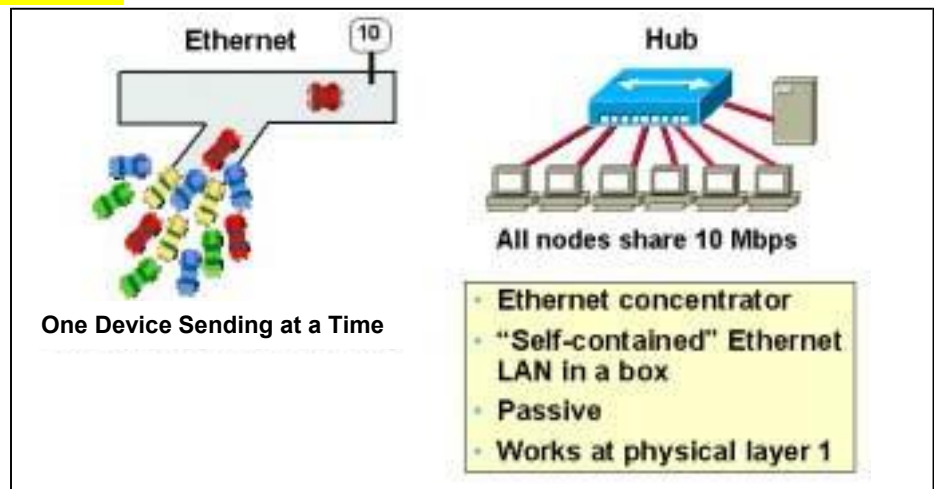 Ethernet
10
One Device Sending at a Time
Hub
All nodes share 10 Mbps
• Ethernet concentrator
• “Self-contained” Ethernet
LAN in a box
• Passive
• Works at physical layer 1